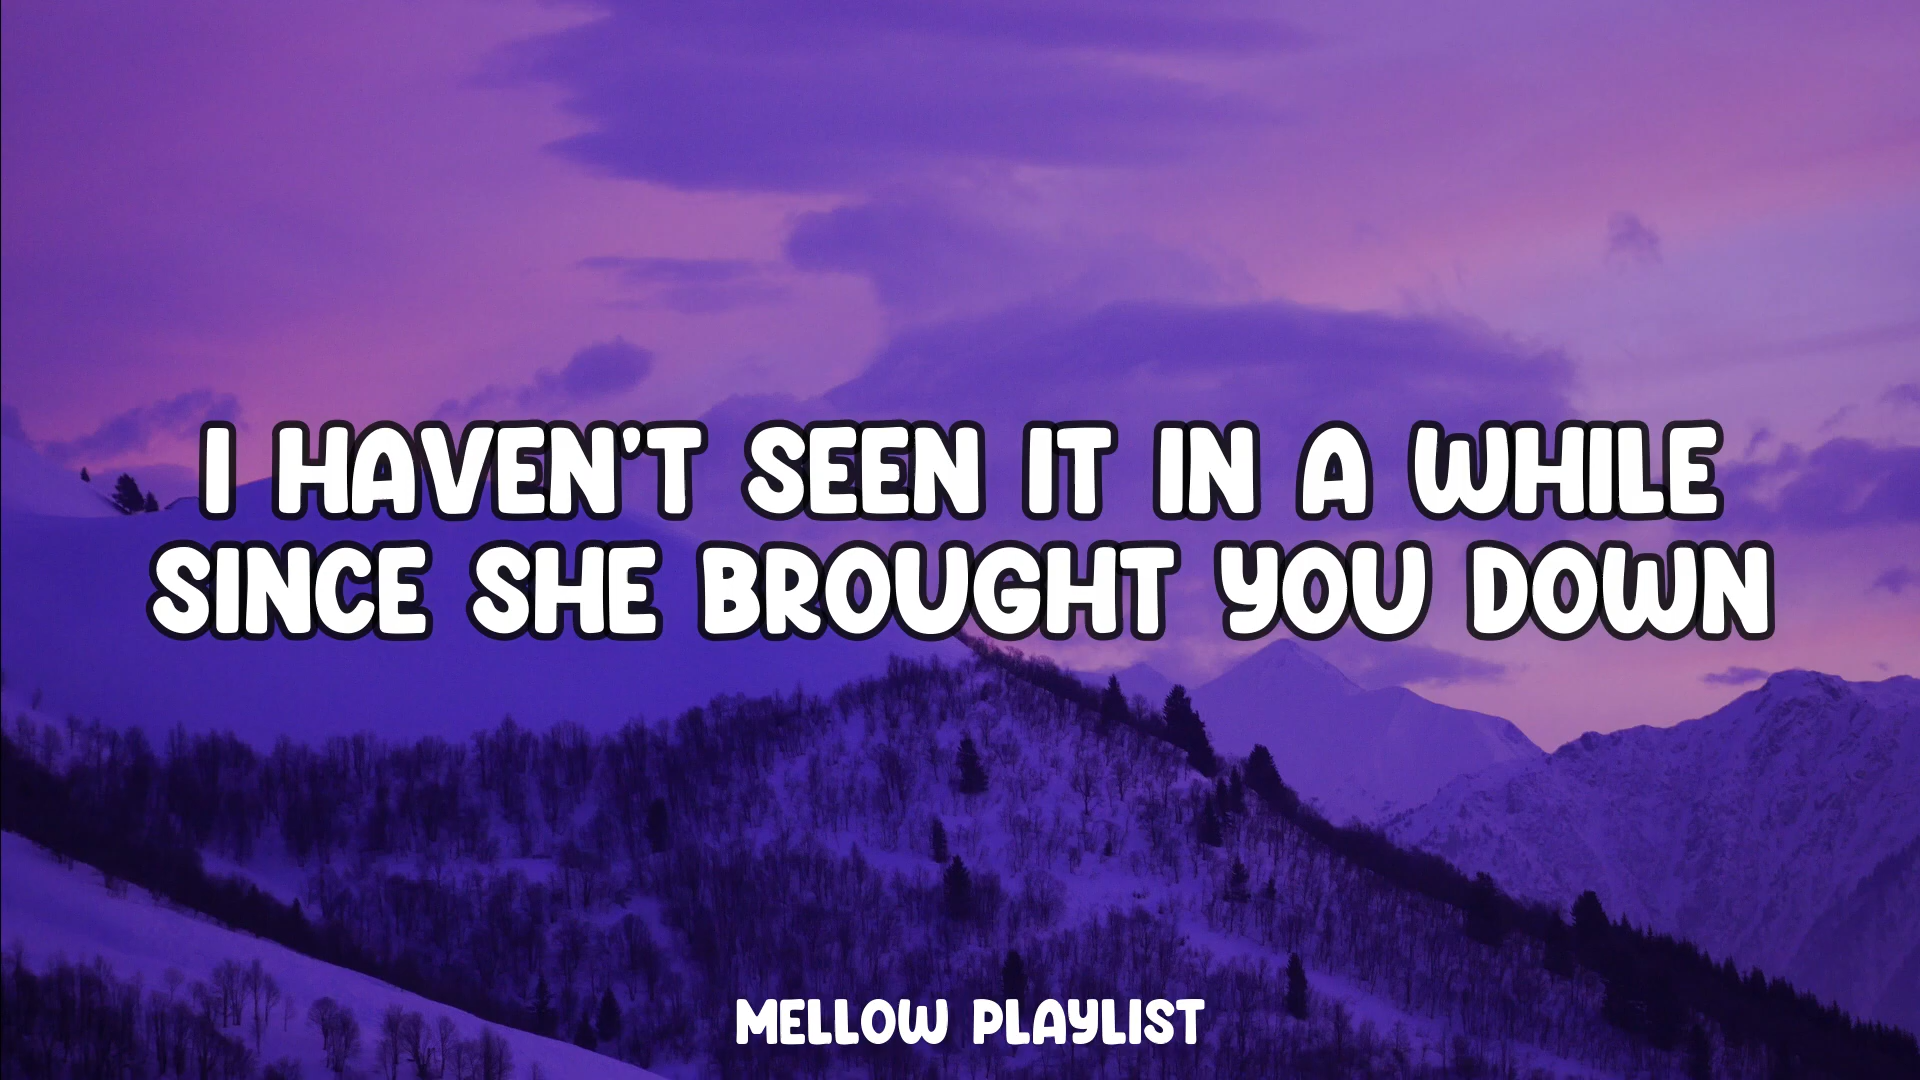 I HAVEN'T SEEN IT IN A WHILE
SINCE SHE BROUGHT YOU DOWN
MELLOW PLAYLIST